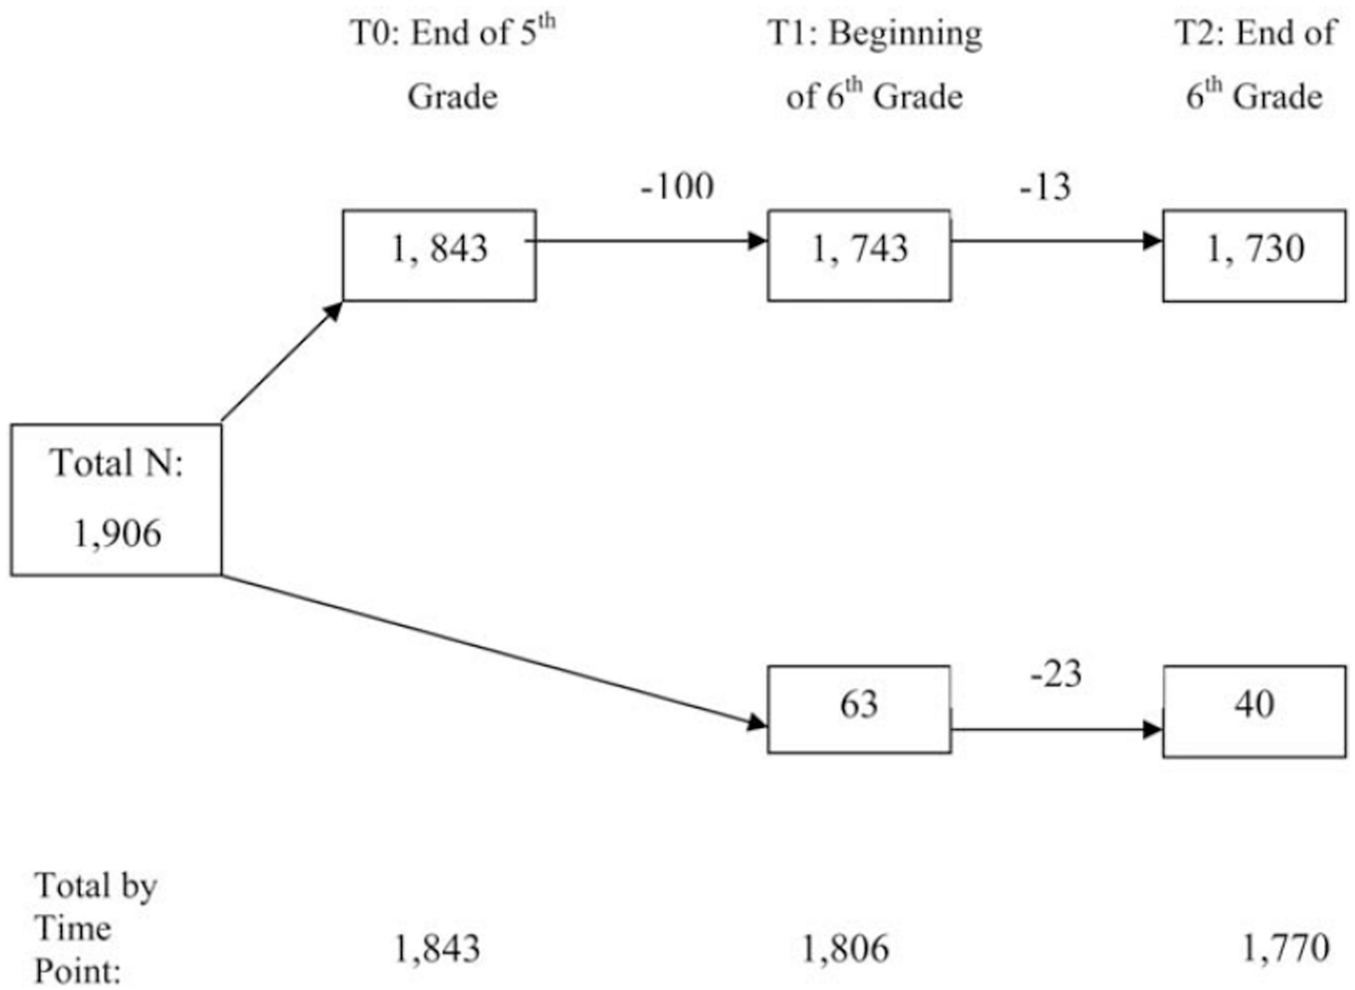 T0: End of 5th
Grade
T1: Beginning
of 6th Grade
T2: End of
6th Grade
-100
-13
1, 843
1, 743
1, 730
Total N:
1,906
63
-23
40
Total by
Time
Point:
1,843
1,806
1,770